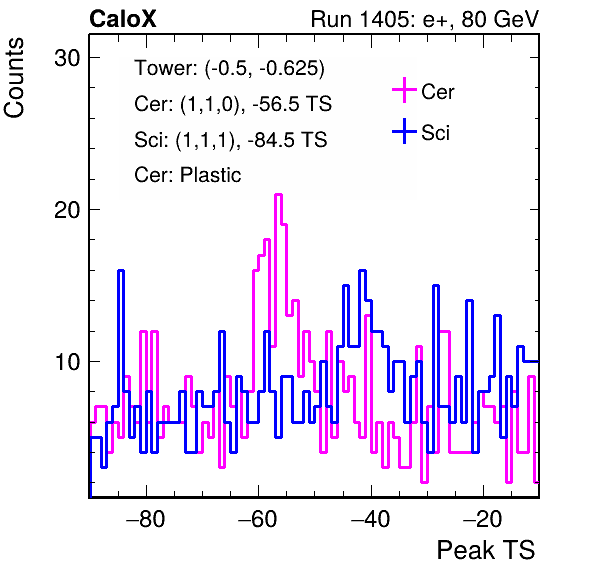 CaloX Run 1405: e+, 80 GeV
Counts
30
20
10
Tower: (-0.5, -0.625)
Cer: (1,1,0), -56.5 TS
Sci: (1,1,1), -84.5 TS
Cer: Plastic
Cer
Sci
−80 −60 −40 −20
Peak TS